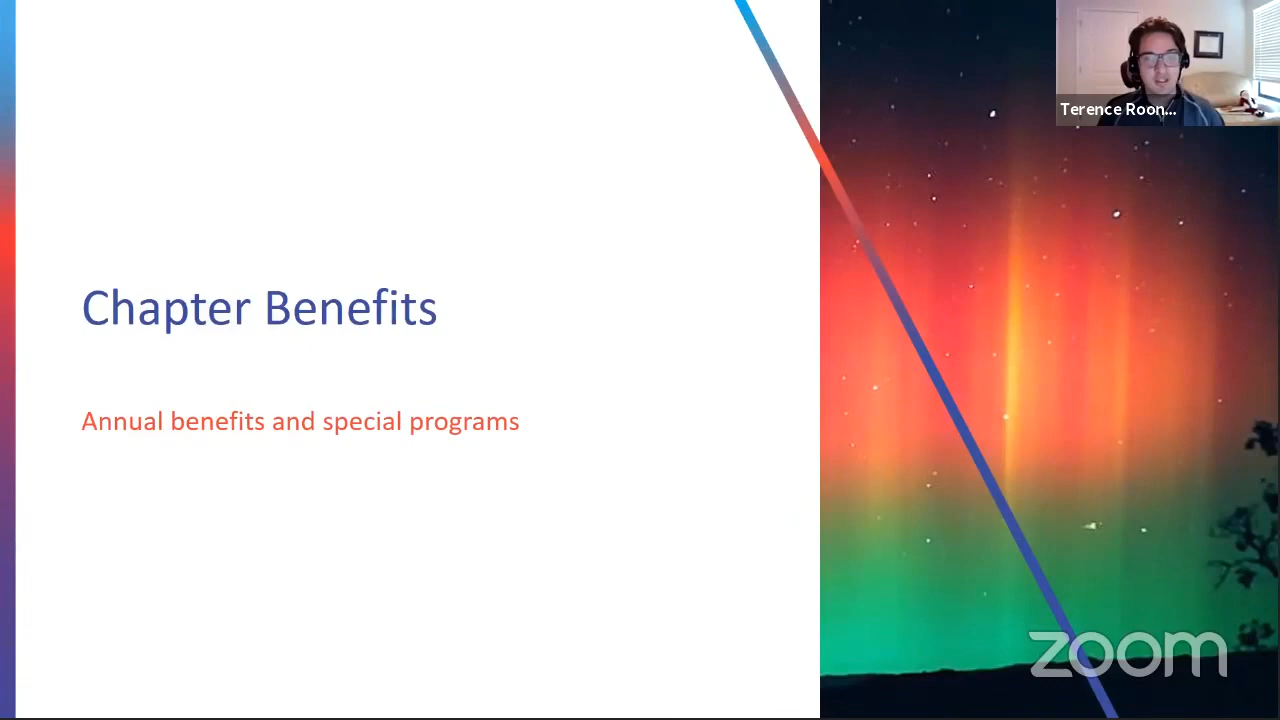 Chapter Benefits
Annual benefits and special programs
Terence Roon...
zoom